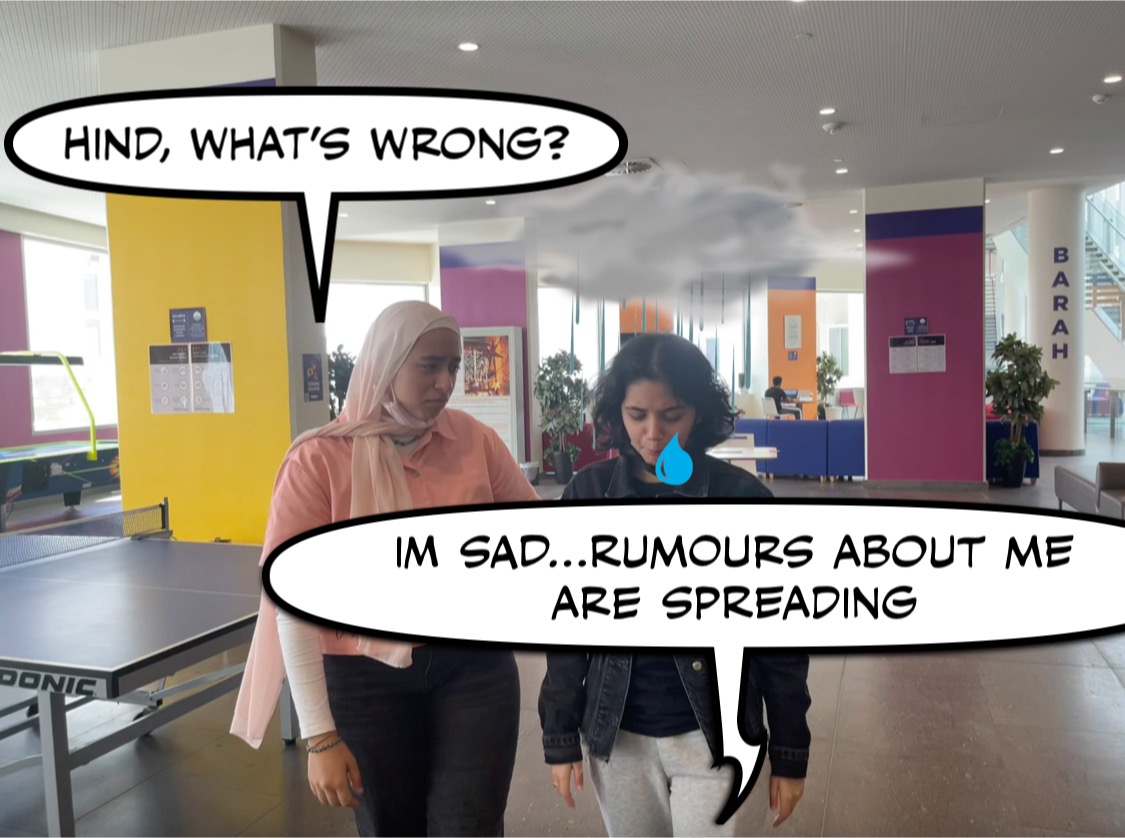 HIND, WHAT'S WRONG?
BARAH
IM SAD...RUMOURS ABOUT ME
ARE SPREADING
DONIC